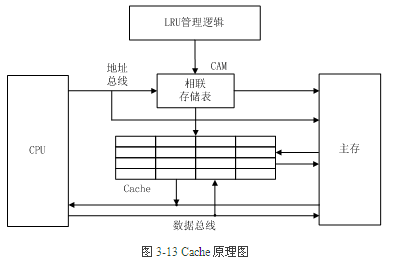 LRU管理逻辑
地址
总线
CAM
相联
存储表
CPU
主存
Cache
数据总线
图 3-13 Cache 原理图